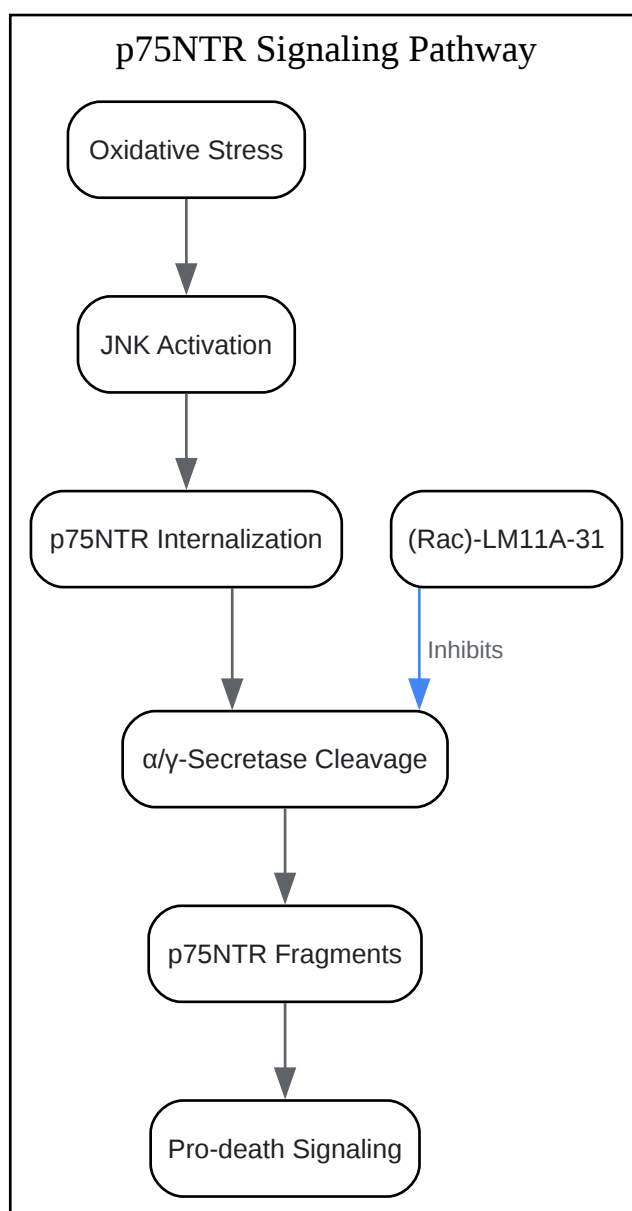 p75NTR Signaling Pathway
Oxidative Stress
JNK Activation
p75NTR Internalization
(Rac)-LM11A-31
Inhibits
α/γ-Secretase Cleavage
p75NTR Fragments
Pro-death Signaling